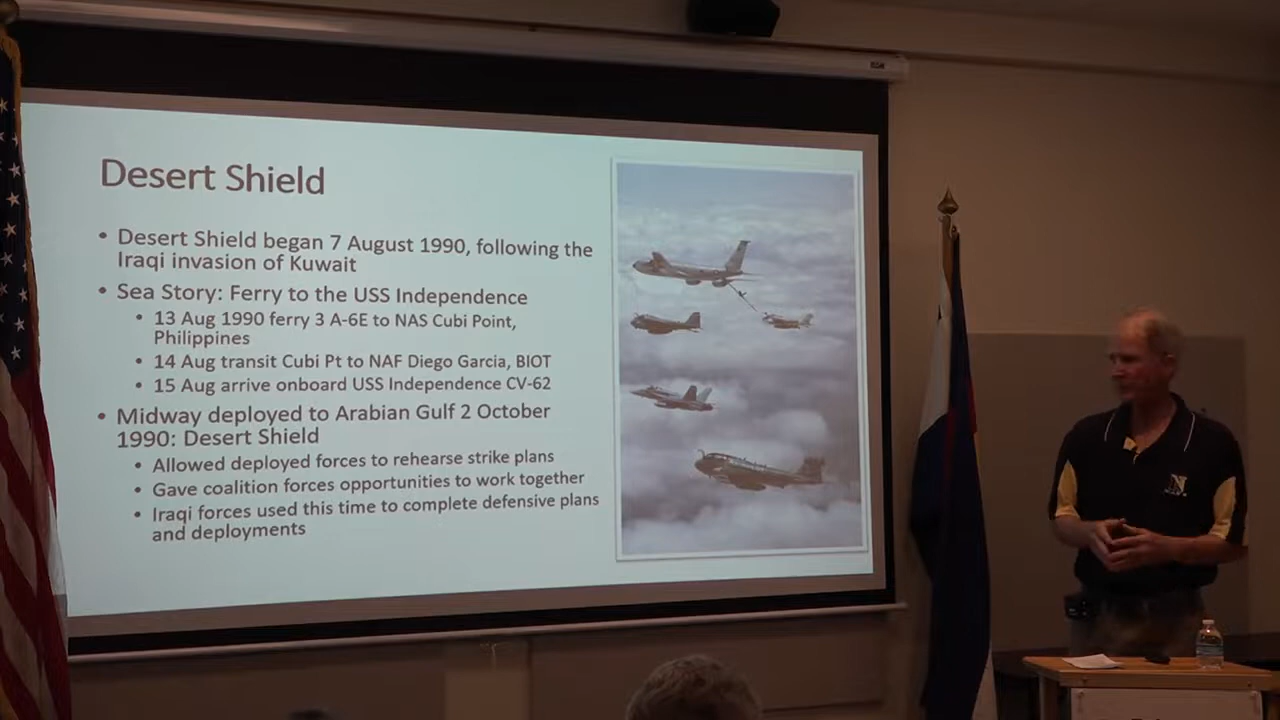 Desert Shield
• Desert Shield began 7 August 1990, following the
Iraqi invasion of Kuwait
• Sea Story: Ferry to the USS Independence
• 13 Aug 1990 ferry 3 A-6E to NAS Cubi Point,
Philippines
• 14 Aug transit Cubi Pt to NAF Diego Garcia, BIOT
• 15 Aug arrive onboard USS Independence CV-62
• Midway deployed to Arabian Gulf 2 October
1990: Desert Shield
• Allowed deployed forces to rehearse strike plans
• Gave coalition forces opportunities to work together
• Iraqi forces used this time to complete defensive plans
and deployments
N